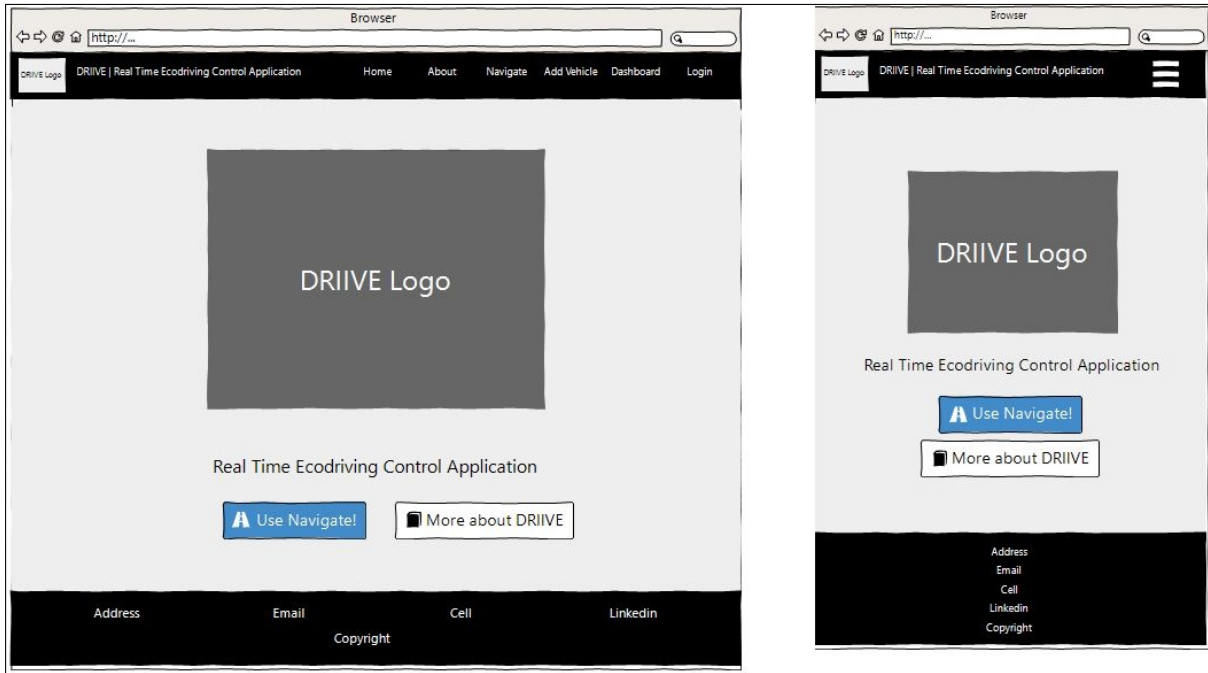 Browser
http://...
DRIIVE Logo
DRIIVE | Real Time Ecodriving Control Application
Home
About
Navigate
Add Vehicle
Dashboard
Login
DRIIVE Logo
Real Time Ecodriving Control Application
Use Navigate!
More about DRIIVE
Address
Email
Cell
Linkedin
Copyright
Browser
http://...
DRIIVE Logo
DRIIVE | Real Time Ecodriving Control Application
DRIIVE Logo
Real Time Ecodriving Control Application
Use Navigate!
More about DRIIVE
Address
Email
Cell
Linkedin
Copyright